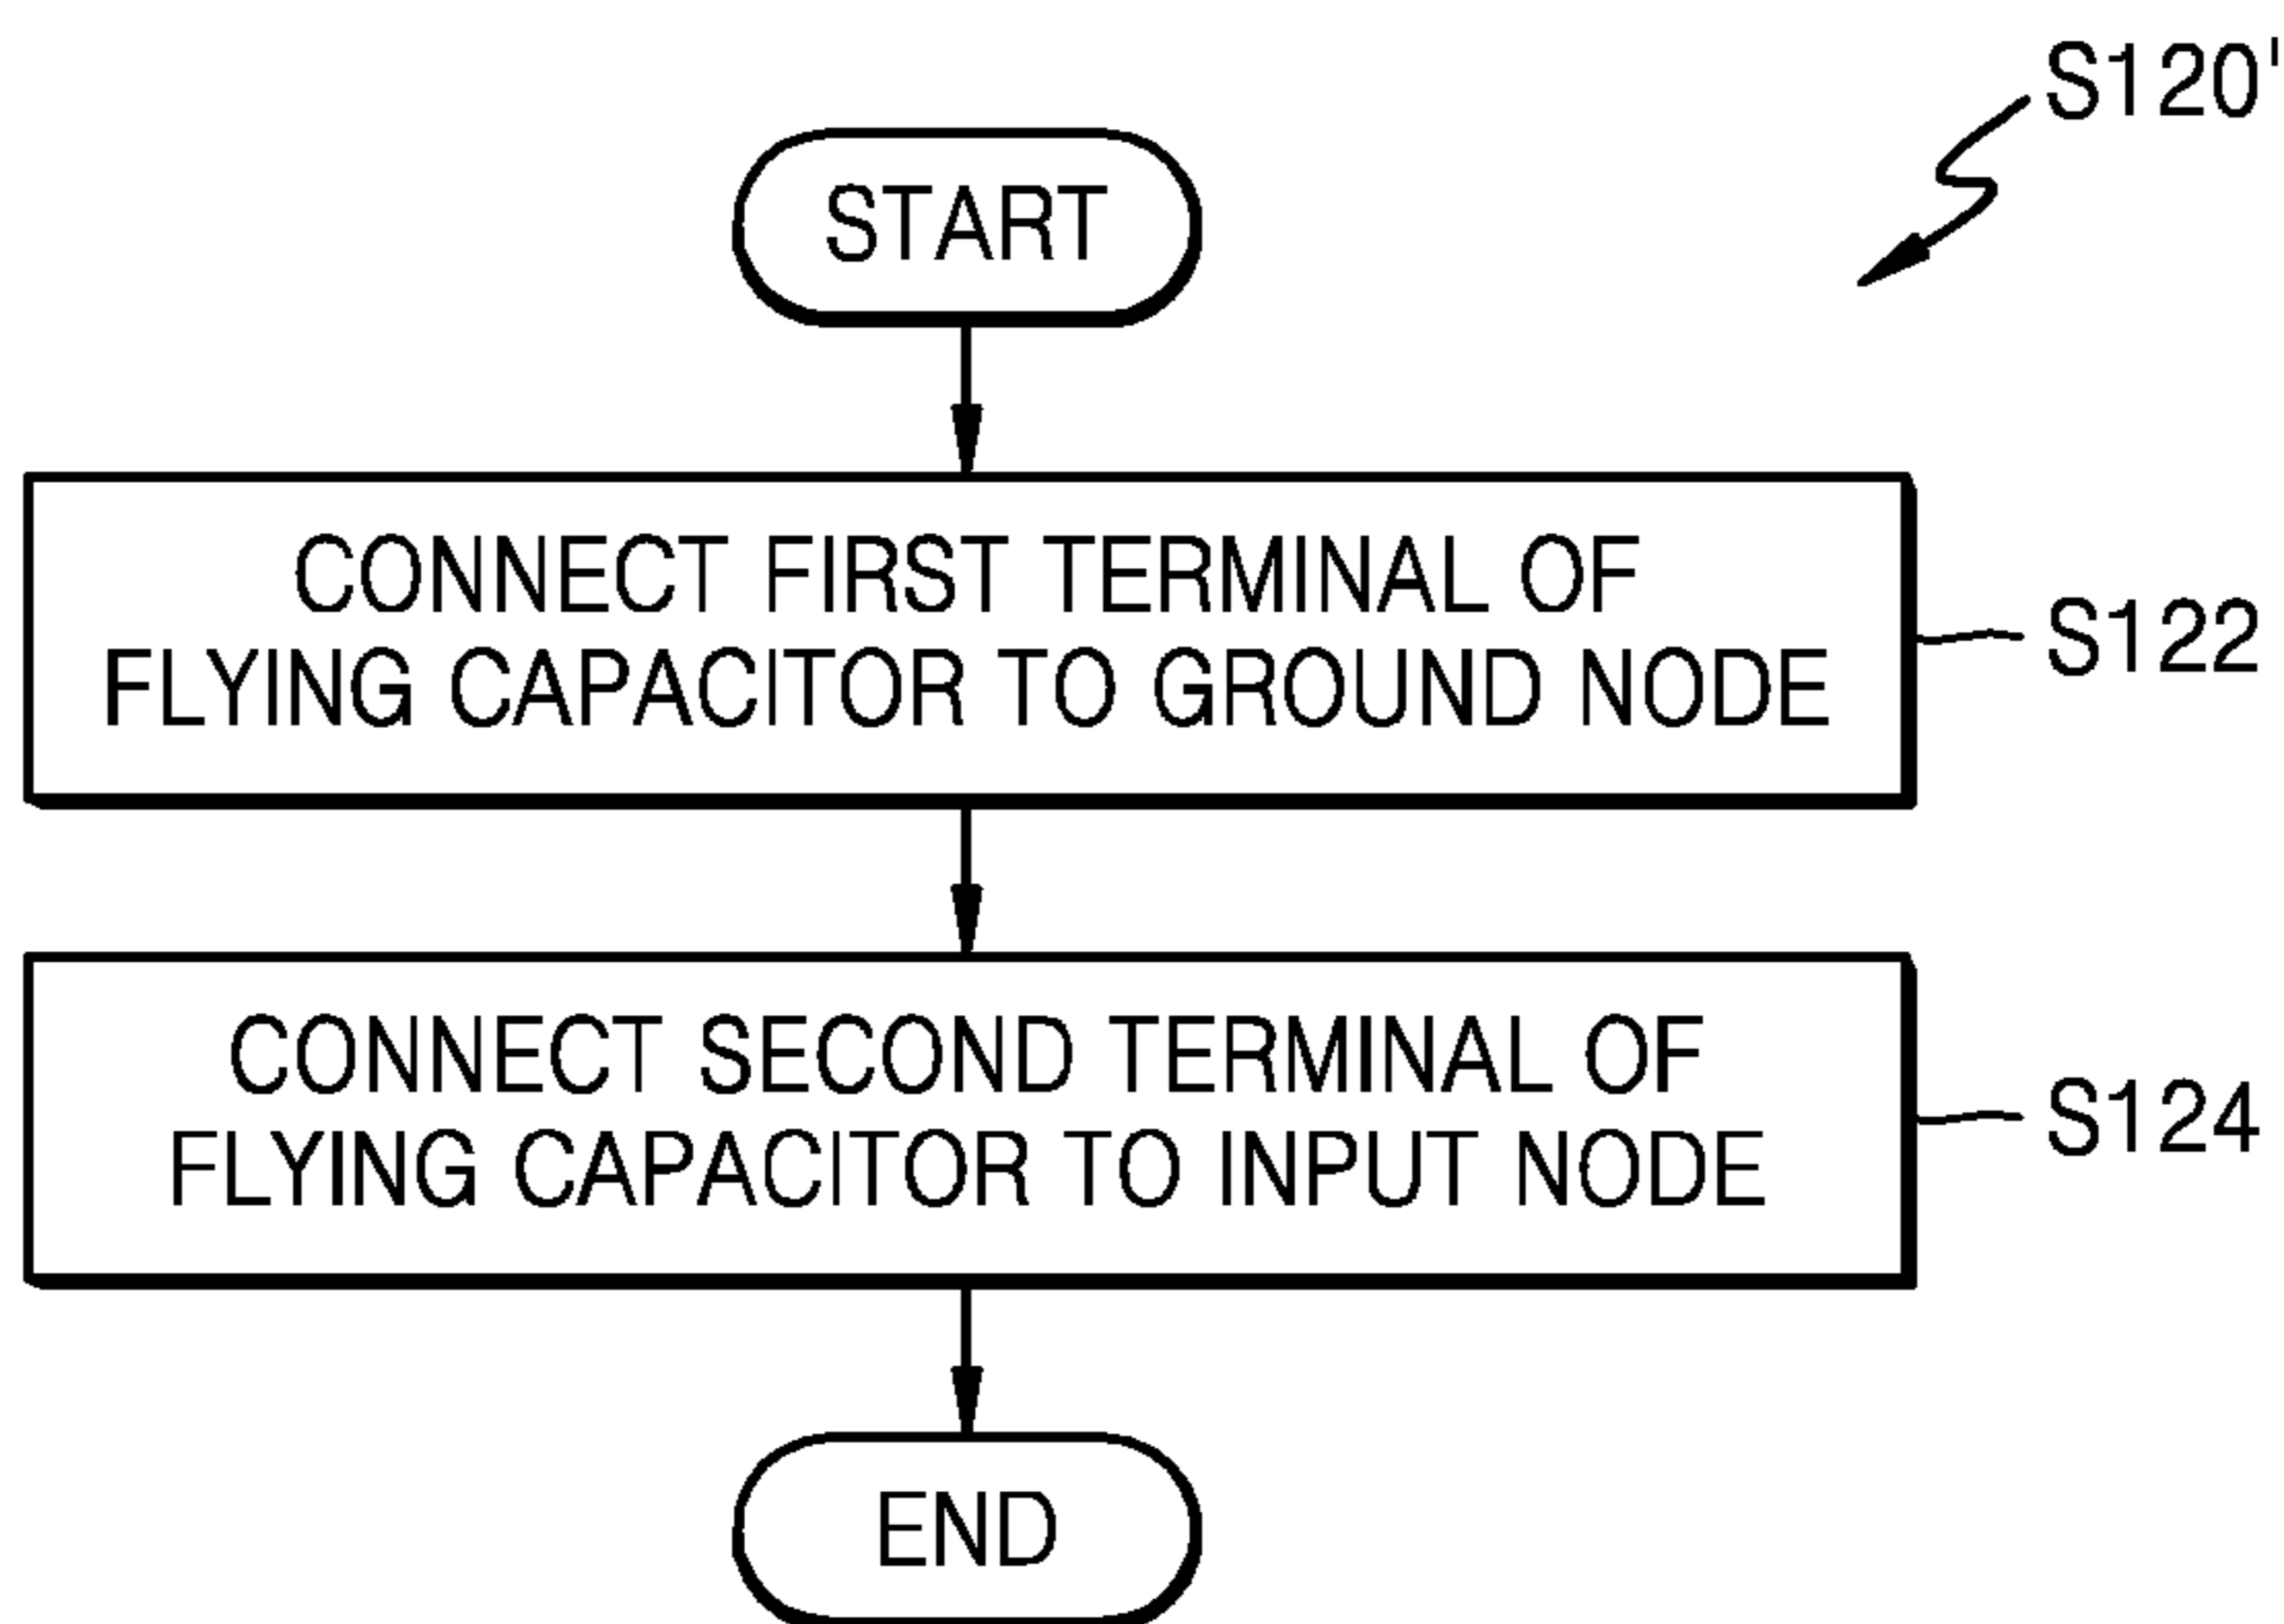 S120'
START
CONNECT FIRST TERMINAL OF
FLYING CAPACITOR TO GROUND NODE
S122
CONNECT SECOND TERMINAL OF
FLYING CAPACITOR TO INPUT NODE
S124
END